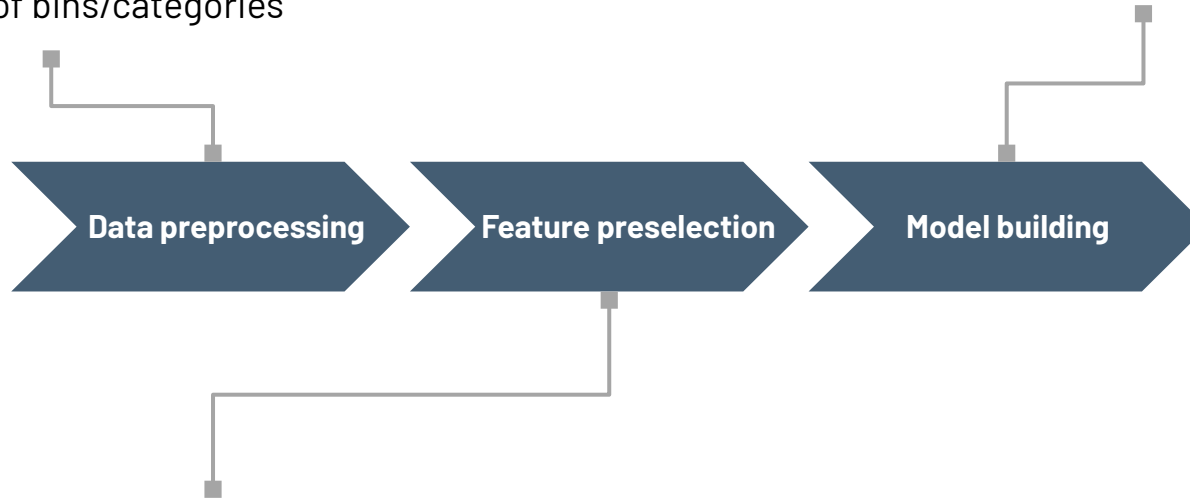 of bins/categories
Data preprocessing
Feature preselection
Model building